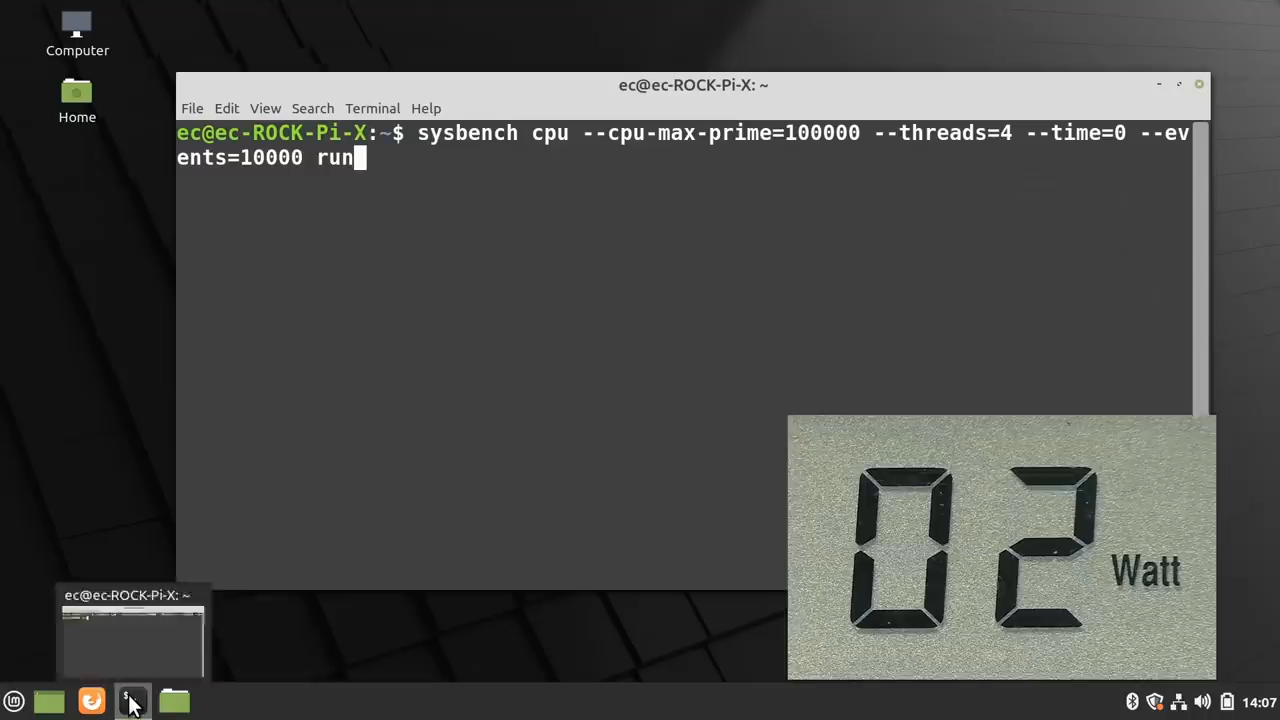 Computer
Home
ec@ec-ROCK-Pi-X: ~
File Edit View Search Terminal Help
ec@ec-ROCK-Pi-X:~$ sysbench cpu --cpu-max-prime=100000 --threads=4 --time=0 --ev
ents=10000 run
02 Watt
ec@ec-ROCK-Pi-X: ~
14:07